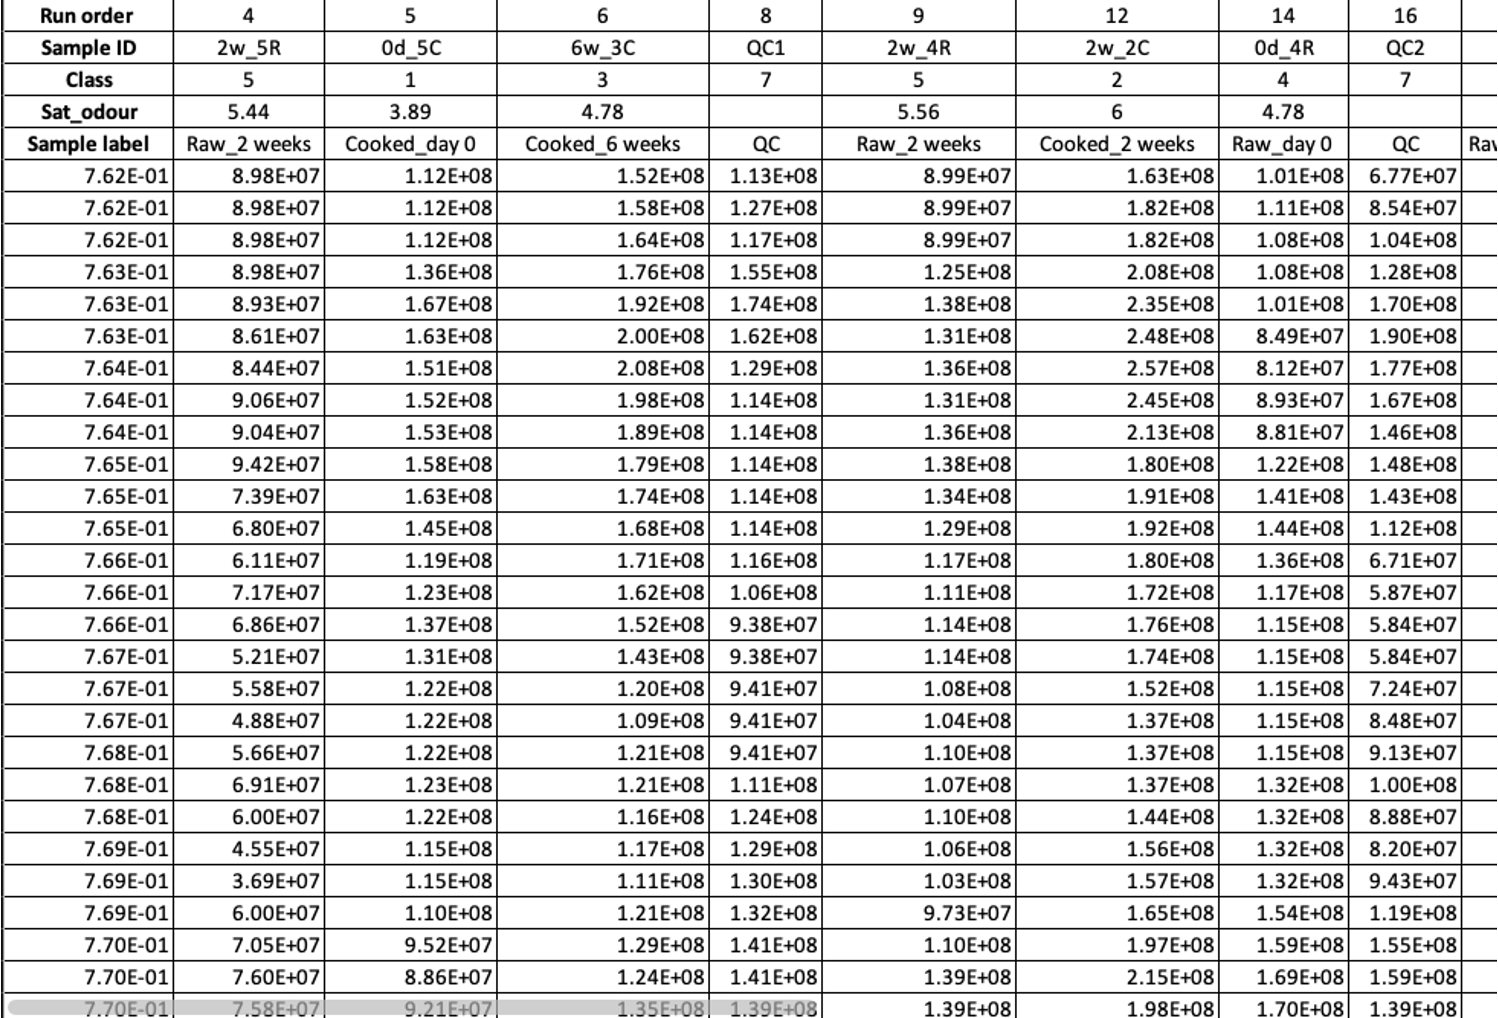 Run order 4 5 6 8 9 12 14 16
Sample ID 2w_5R 0d_5C 6w_3C QC1 2w_4R 2w_2C 0d_4R QC2
Class 5 1 3 7 5 2 4 7
Sat_odour 5.44 3.89 4.78 5.56 6 4.78
Sample label Raw_2 weeks Cooked_day 0 Cooked_6 weeks QC Raw_2 weeks Cooked_2 weeks Raw_day 0 QC Rav
7.62E-01 8.98E+07 1.12E+08 1.52E+08 1.13E+08 8.99E+07 1.63E+08 1.01E+08 6.77E+07
7.62E-01 8.98E+07 1.12E+08 1.58E+08 1.27E+08 8.99E+07 1.82E+08 1.11E+08 8.54E+07
7.62E-01 8.98E+07 1.12E+08 1.64E+08 1.17E+08 8.99E+07 1.82E+08 1.08E+08 1.04E+08
7.63E-01 8.98E+07 1.36E+08 1.76E+08 1.55E+08 1.25E+08 2.08E+08 1.08E+08 1.28E+08
7.63E-01 8.93E+07 1.67E+08 1.92E+08 1.74E+08 1.38E+08 2.35E+08 1.01E+08 1.70E+08
7.63E-01 8.61E+07 1.63E+08 2.00E+08 1.62E+08 1.31E+08 2.48E+08 8.49E+07 1.90E+08
7.64E-01 8.44E+07 1.51E+08 2.08E+08 1.29E+08 1.36E+08 2.57E+08 8.12E+07 1.77E+08
7.64E-01 9.06E+07 1.52E+08 1.98E+08 1.14E+08 1.31E+08 2.45E+08 8.93E+07 1.67E+08
7.64E-01 9.04E+07 1.53E+08 1.89E+08 1.14E+08 1.36E+08 2.13E+08 8.81E+07 1.46E+08
7.65E-01 9.42E+07 1.58E+08 1.79E+08 1.14E+08 1.38E+08 1.80E+08 1.22E+08 1.48E+08
7.65E-01 7.39E+07 1.63E+08 1.74E+08 1.14E+08 1.34E+08 1.91E+08 1.41E+08 1.43E+08
7.65E-01 6.80E+07 1.45E+08 1.68E+08 1.14E+08 1.29E+08 1.92E+08 1.44E+08 1.12E+08
7.66E-01 6.11E+07 1.19E+08 1.71E+08 1.16E+08 1.17E+08 1.80E+08 1.36E+08 6.71E+07
7.66E-01 7.17E+07 1.23E+08 1.62E+08 1.06E+08 1.11E+08 1.72E+08 1.17E+08 5.87E+07
7.66E-01 6.86E+07 1.37E+08 1.52E+08 9.38E+07 1.14E+08 1.76E+08 1.15E+08 5.84E+07
7.67E-01 5.21E+07 1.31E+08 1.43E+08 9.38E+07 1.14E+08 1.74E+08 1.15E+08 5.84E+07
7.67E-01 5.58E+07 1.22E+08 1.20E+08 9.41E+07 1.08E+08 1.52E+08 1.15E+08 7.24E+07
7.67E-01 4.88E+07 1.22E+08 1.09E+08 9.41E+07 1.04E+08 1.37E+08 1.15E+08 8.48E+07
7.68E-01 5.66E+07 1.22E+08 1.21E+08 9.41E+07 1.10E+08 1.37E+08 1.15E+08 9.13E+07
7.68E-01 6.91E+07 1.23E+08 1.21E+08 1.11E+08 1.07E+08 1.37E+08 1.32E+08 1.00E+08
7.68E-01 6.00E+07 1.22E+08 1.16E+08 1.24E+08 1.10E+08 1.44E+08 1.32E+08 8.88E+07
7.69E-01 4.55E+07 1.15E+08 1.17E+08 1.29E+08 1.06E+08 1.56E+08 1.32E+08 8.20E+07
7.69E-01 3.69E+07 1.15E+08 1.11E+08 1.30E+08 1.03E+08 1.57E+08 1.32E+08 9.43E+07
7.69E-01 6.00E+07 1.10E+08 1.21E+08 1.32E+08 9.73E+07 1.65E+08 1.54E+08 1.19E+08
7.70E-01 7.05E+07 9.52E+07 1.29E+08 1.41E+08 1.10E+08 1.97E+08 1.59E+08 1.55E+08
7.70E-01 7.60E+07 8.86E+07 1.24E+08 1.41E+08 1.39E+08 2.15E+08 1.69E+08 1.59E+08
7.70E-01 7.58E+07 9.21E+07 1.35E+08 1.39E+08 1.39E+08 1.98E+08 1.70E+08 1.39E+08